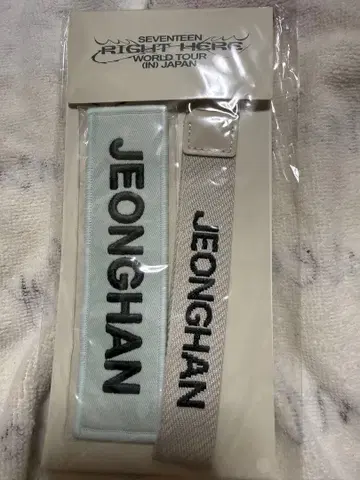 SEVENTEEN
RIGHT HERE
WORLD TOUR
(IN) JAPAN
JEONGHAN
JEONGHAN